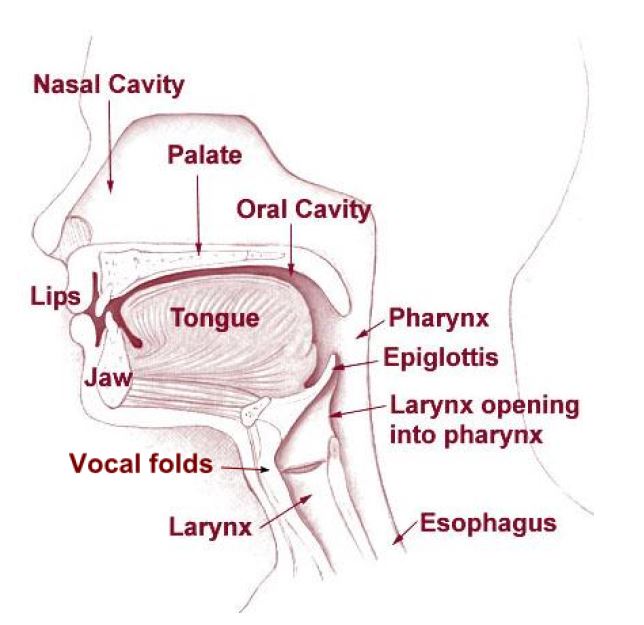 Nasal Cavity
Palate
Oral Cavity
Lips
Tongue
Pharynx
Epiglottis
Jaw
Larynx opening
into pharynx
Vocal folds
Larynx
Esophagus